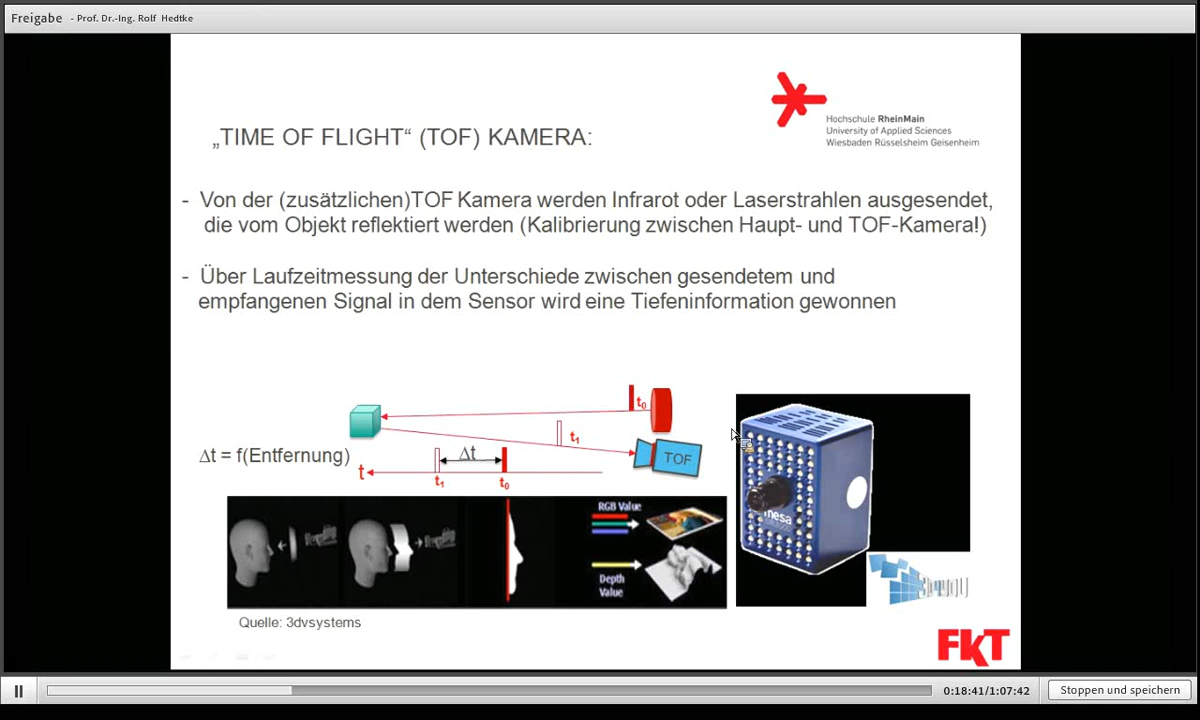 Freigabe - Prof. Dr.-Ing. Rolf Hedtke
Hochschule RheinMain
University of Applied Sciences
Wiesbaden Rüsselsheim Geisenheim
„TIME OF FLIGHT“ (TOF) KAMERA:
- Von der (zusätzlichen)TOF Kamera werden Infrarot oder Laserstrahlen ausgesendet,
die vom Objekt reflektiert werden (Kalibrierung zwischen Haupt- und TOF-Kamera!)
- Über Laufzeitmessung der Unterschiede zwischen gesendetem und
empfangenen Signal in dem Sensor wird eine Tiefeninformation gewonnen
t₀
t₁
TOF
Δt = f(Entfernung)
Δt
t
t₁
t₀
RGB Value
Depth
Value
mesa
Quelle: 3dvsystems
FKT
0:18:41/1:07:42
Stoppen und speichern